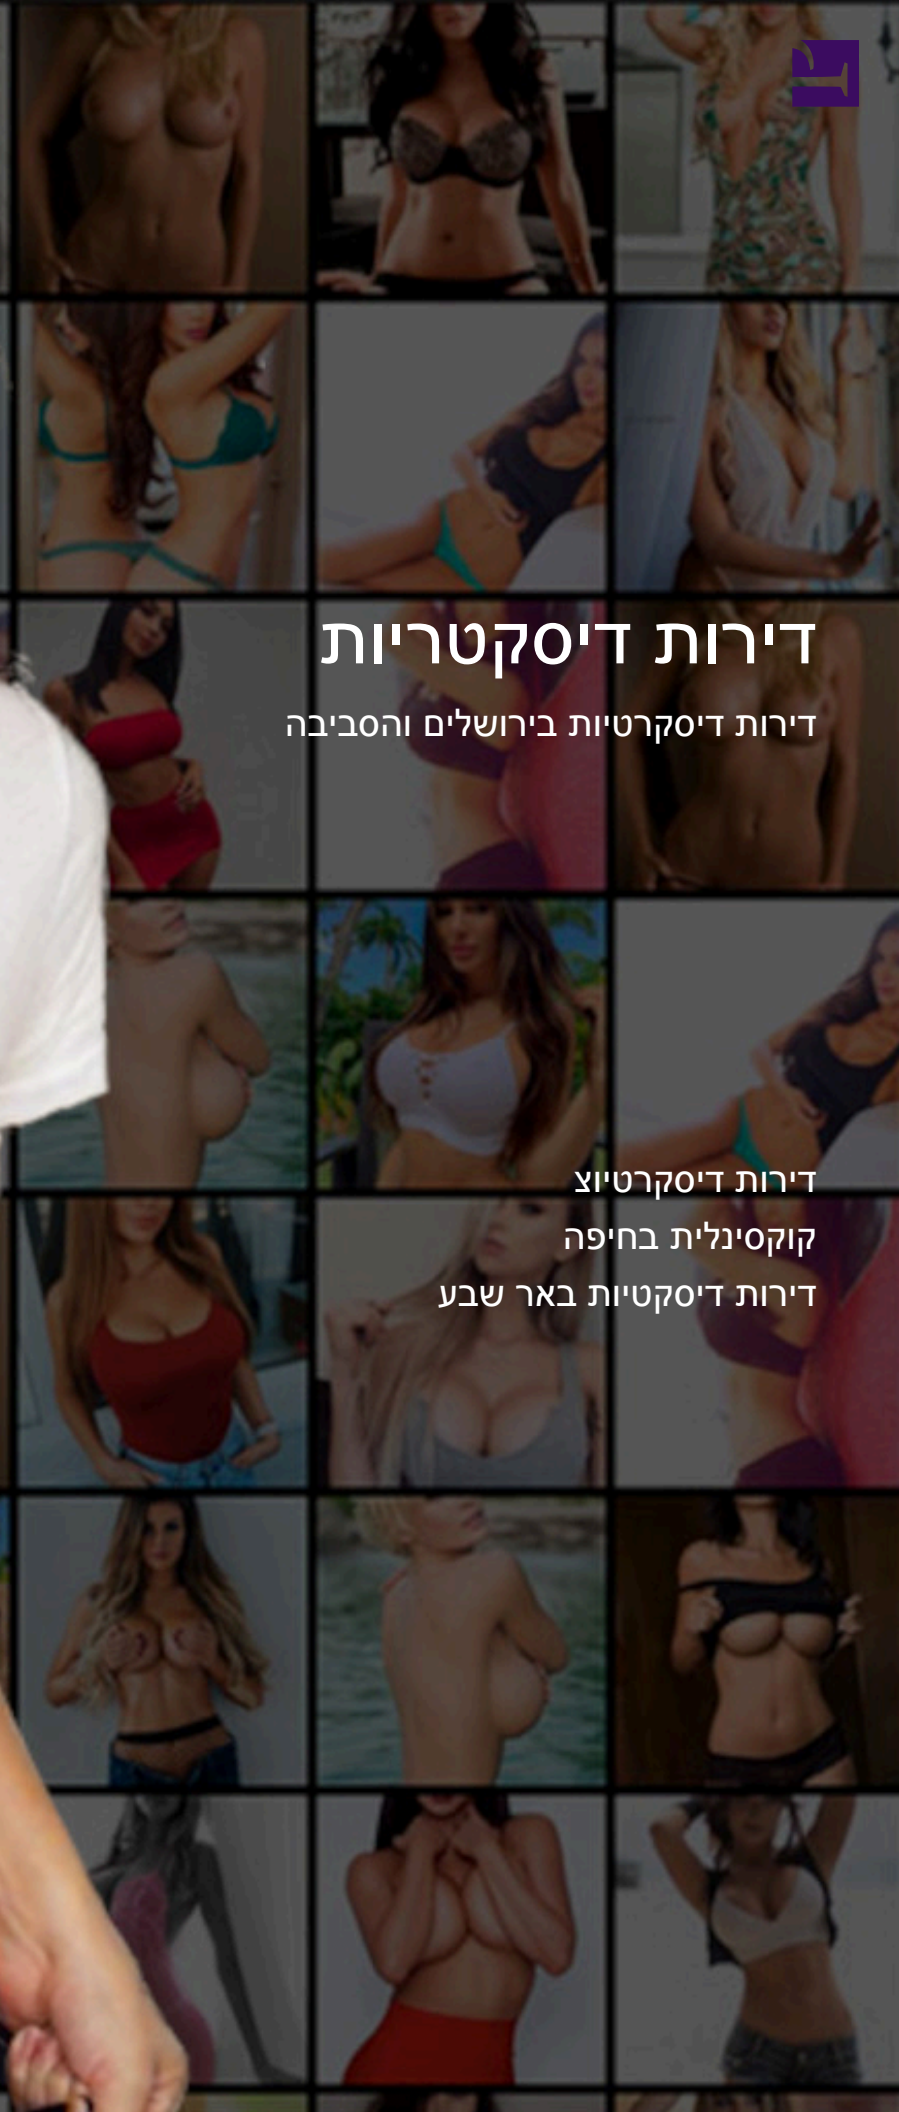 דירות דיסקטריות
דירות דיסקרטיות בירושלים והסביבה
דירות דיסקרטיוצ
קוקסינלית בחיפה
דירות דיסקטיות באר שבע